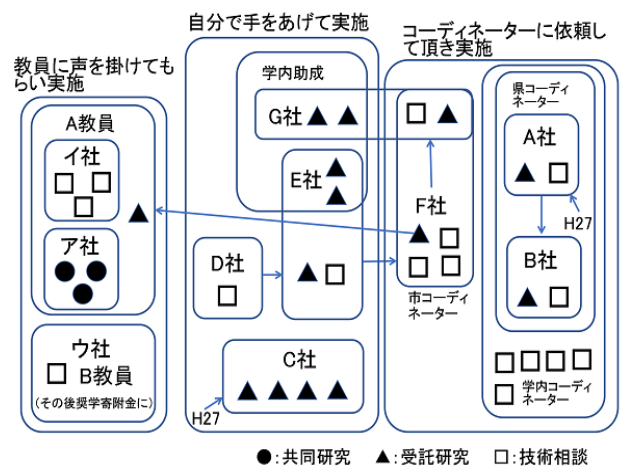 教員に声を掛けても
らい実施
A教員
イ社
ア社
ウ社
B教員
(その後奨学寄附金に)
自分で手をあげて実施
学内助成
G社
E社
D社
C社
H27
コーディネーターに依頼し
て頂き実施
F社
市コーディ
ネーター
県コーディ
ネーター
A社
H27
B社
学内コーディ
ネーター
●:共同研究 ▲:受託研究 □:技術相談